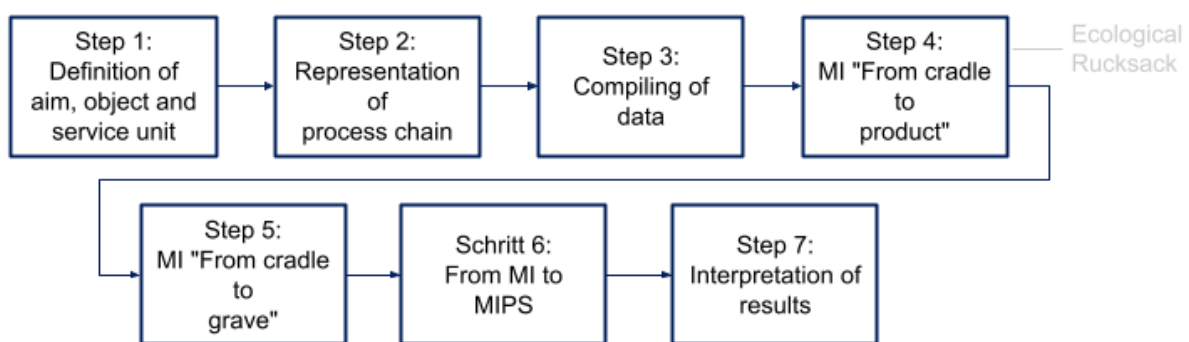 Step 1:
Definition of
aim, object and
service unit
Step 2:
Representation
of
process chain
Step 3:
Compiling of
data
Step 4:
MI "From cradle
to
product"
Ecological
Rucksack
Step 5:
MI "From cradle
to
grave"
Schritt 6:
From MI to
MIPS
Step 7:
Interpretation of
results